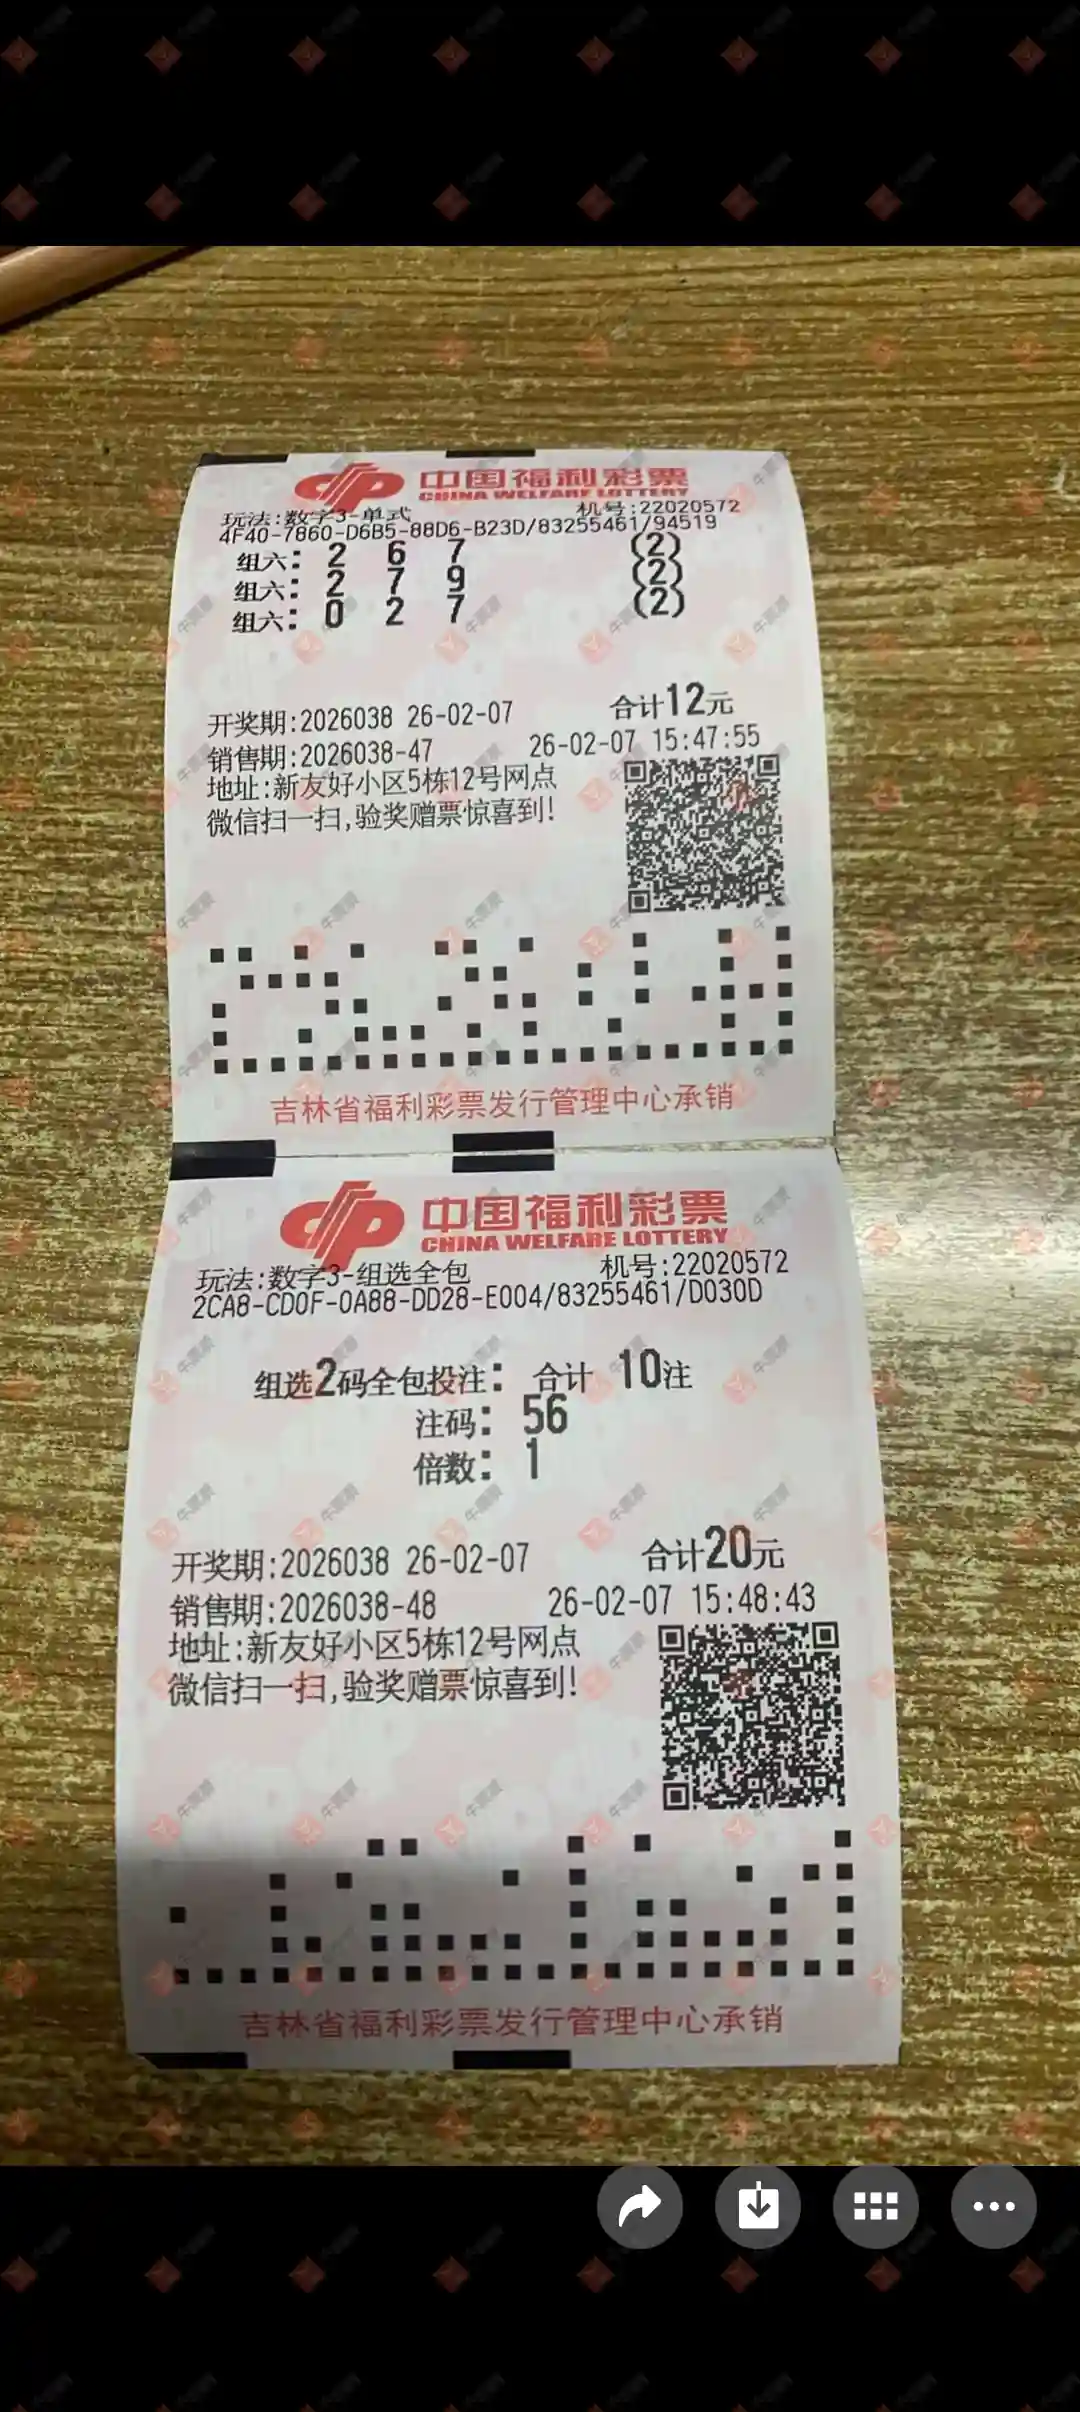 中国福利彩票
CHINA WELFARE LOTTERY
玩法:数字3-单式 机号:22020572
4F40-7860-D6B5-88D6-B23D/83255461/94519
组六: 2 6 7 (2)
组六: 2 7 9 (2)
组六: 0 2 7 (2)
开奖期:2026038 26-02-07 合计12元
销售期:2026038-47 26-02-07 15:47:55
地址:新友好小区5栋12号网点
微信扫一扫,验奖赠票惊喜到!
吉林省福利彩票发行管理中心承销
中国福利彩票
CHINA WELFARE LOTTERY
玩法:数字3-组选全包 机号:22020572
2CA8-CD0F-0A88-DD28-E004/83255461/D030D
组选2码全包投注: 合计 10注
注码: 56
倍数: 1
开奖期:2026038 26-02-07 合计20元
销售期:2026038-48 26-02-07 15:48:43
地址:新友好小区5栋12号网点
微信扫一扫,验奖赠票惊喜到!
吉林省福利彩票发行管理中心承销